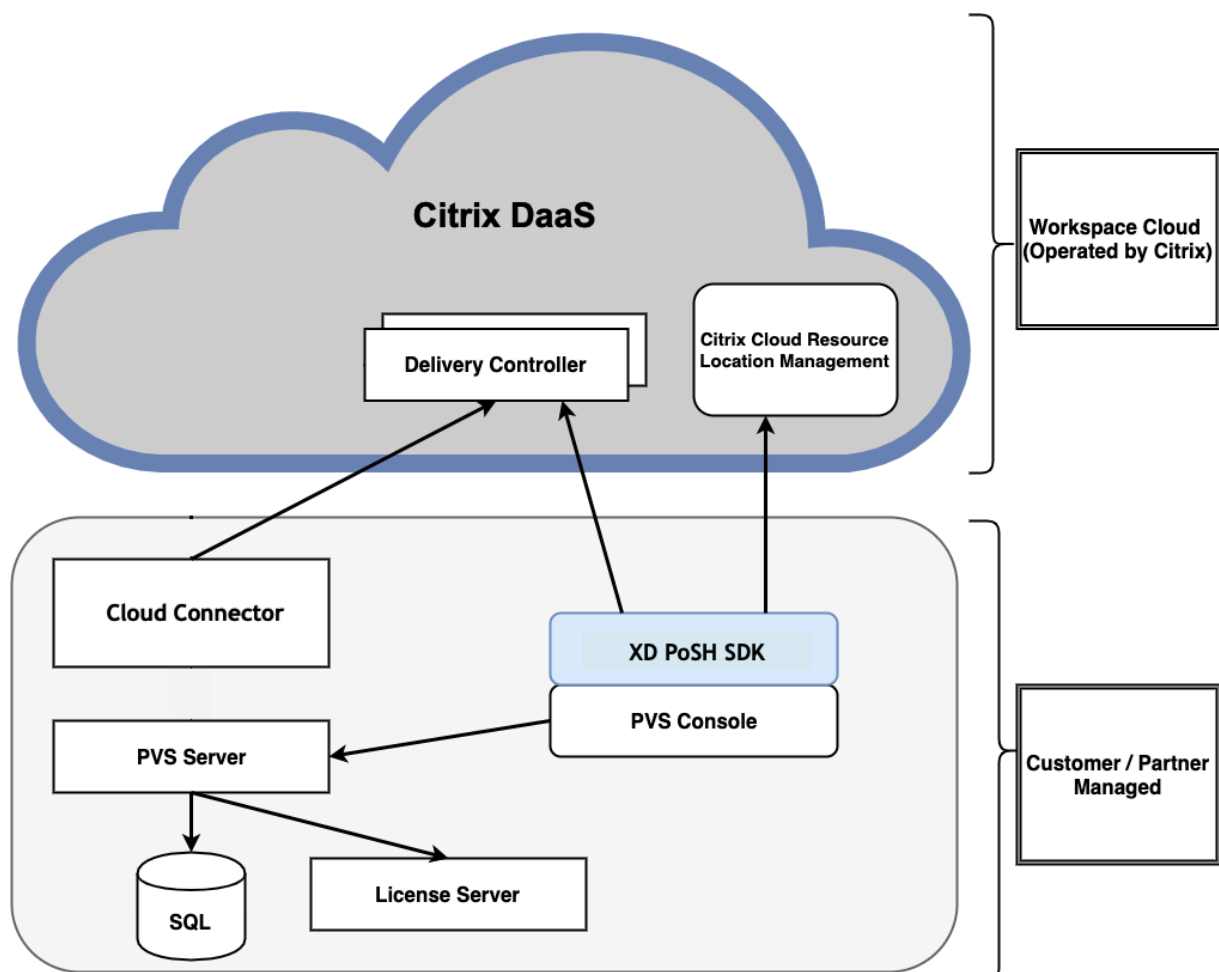 Citrix DaaS
Delivery Controller
Citrix Cloud Resource
Location Management
Workspace Cloud
(Operated by Citrix)
Cloud Connector
XD PoSH SDK
PVS Console
PVS Server
Customer / Partner
Managed
License Server
SQL